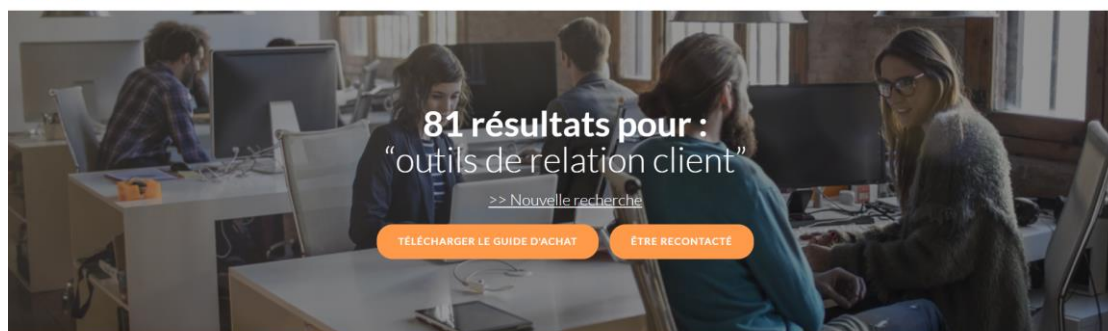 81 résultats pour :
“outils de relation client”
>> Nouvelle recherche
TÉLÉCHARGER LE GUIDE D'ACHAT
ÊTRE RECONTACTÉ